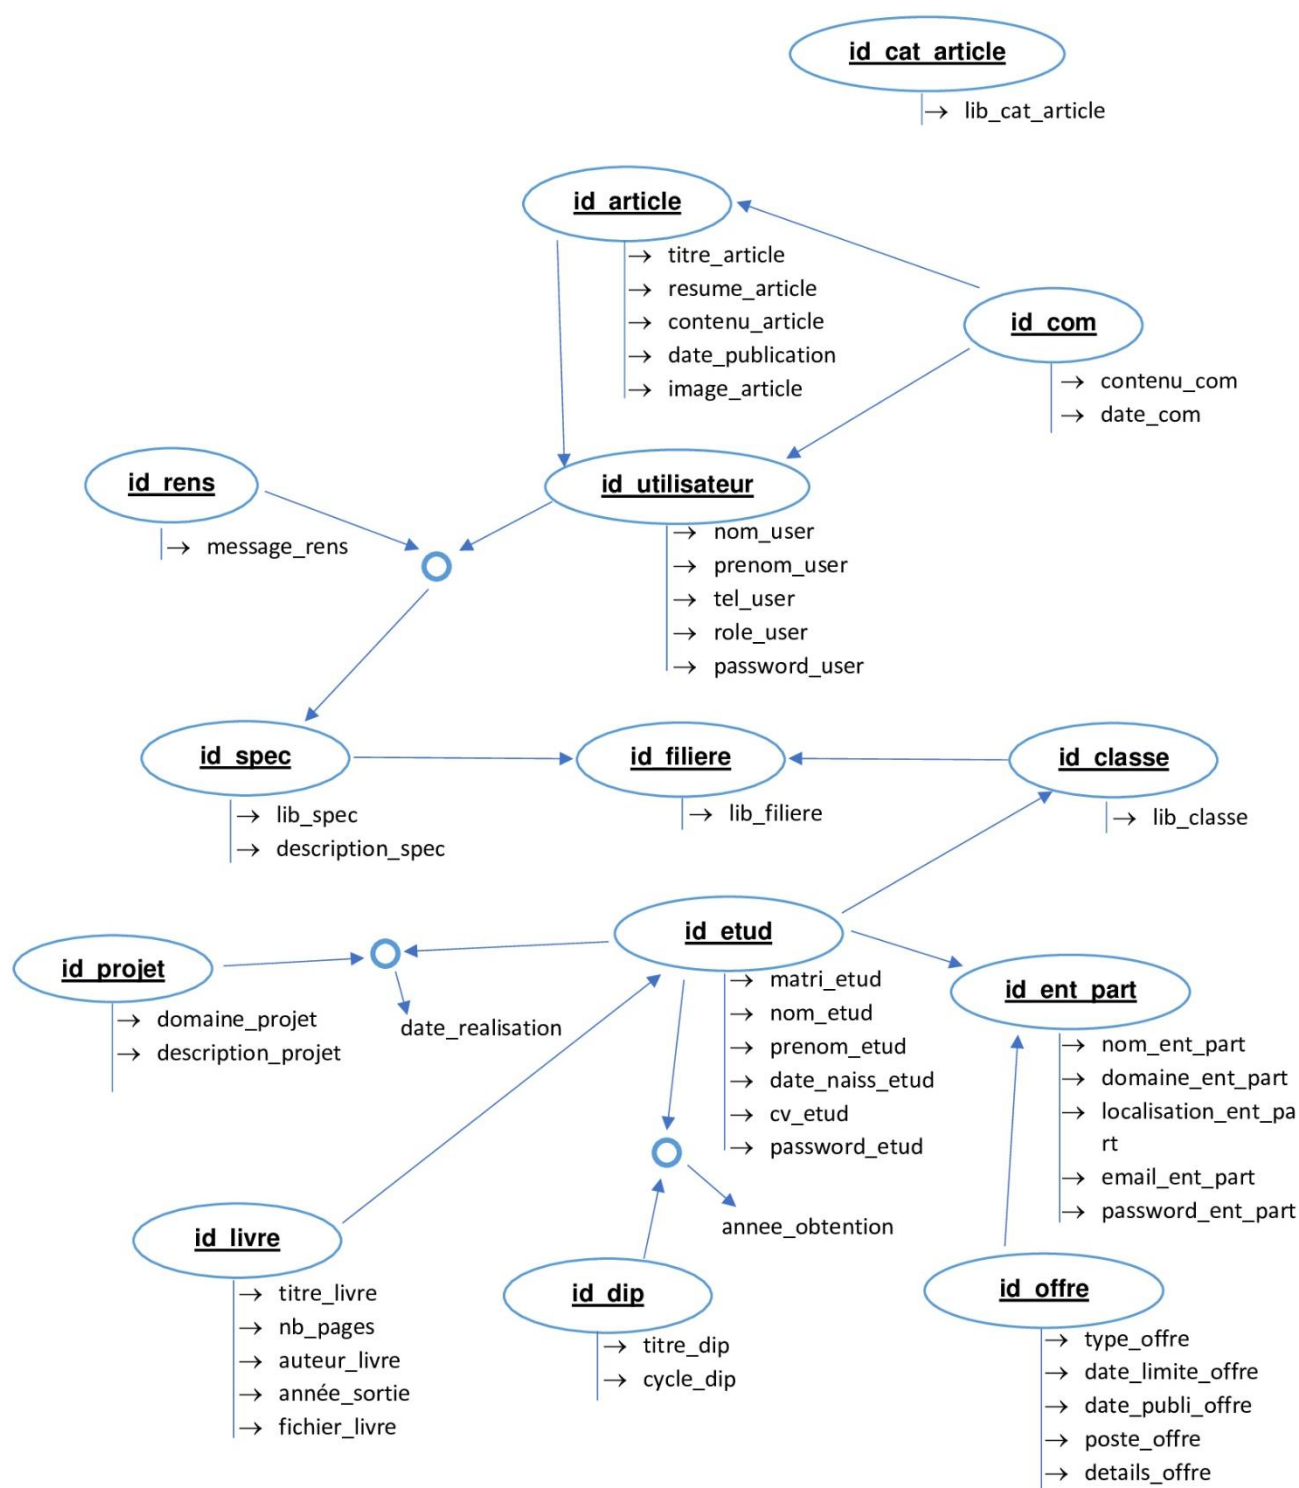 id_cat_article
→ lib_cat_article
id_article
→ titre_article
→ resume_article
→ contenu_article
→ date_publication
→ image_article
id_com
→ contenu_com
→ date_com
id_rens
→ message_rens
id_utilisateur
→ nom_user
→ prenom_user
→ tel_user
→ role_user
→ password_user
id_spec
→ lib_spec
→ description_spec
id_filiere
→ lib_filiere
id_classe
→ lib_classe
id_projet
→ domaine_projet
→ description_projet
date_realisation
id_etud
→ matri_etud
→ nom_etud
→ prenom_etud
→ date_naiss_etud
→ cv_etud
→ password_etud
id_ent_part
→ nom_ent_part
→ domaine_ent_part
→ localisation_ent_pa
rt
→ email_ent_part
→ password_ent_part
annee_obtention
id_livre
→ titre_livre
→ nb_pages
→ auteur_livre
→ année_sortie
→ fichier_livre
id_dip
→ titre_dip
→ cycle_dip
id_offre
→ type_offre
→ date_limite_offre
→ date_publi_offre
→ poste_offre
→ details_offre